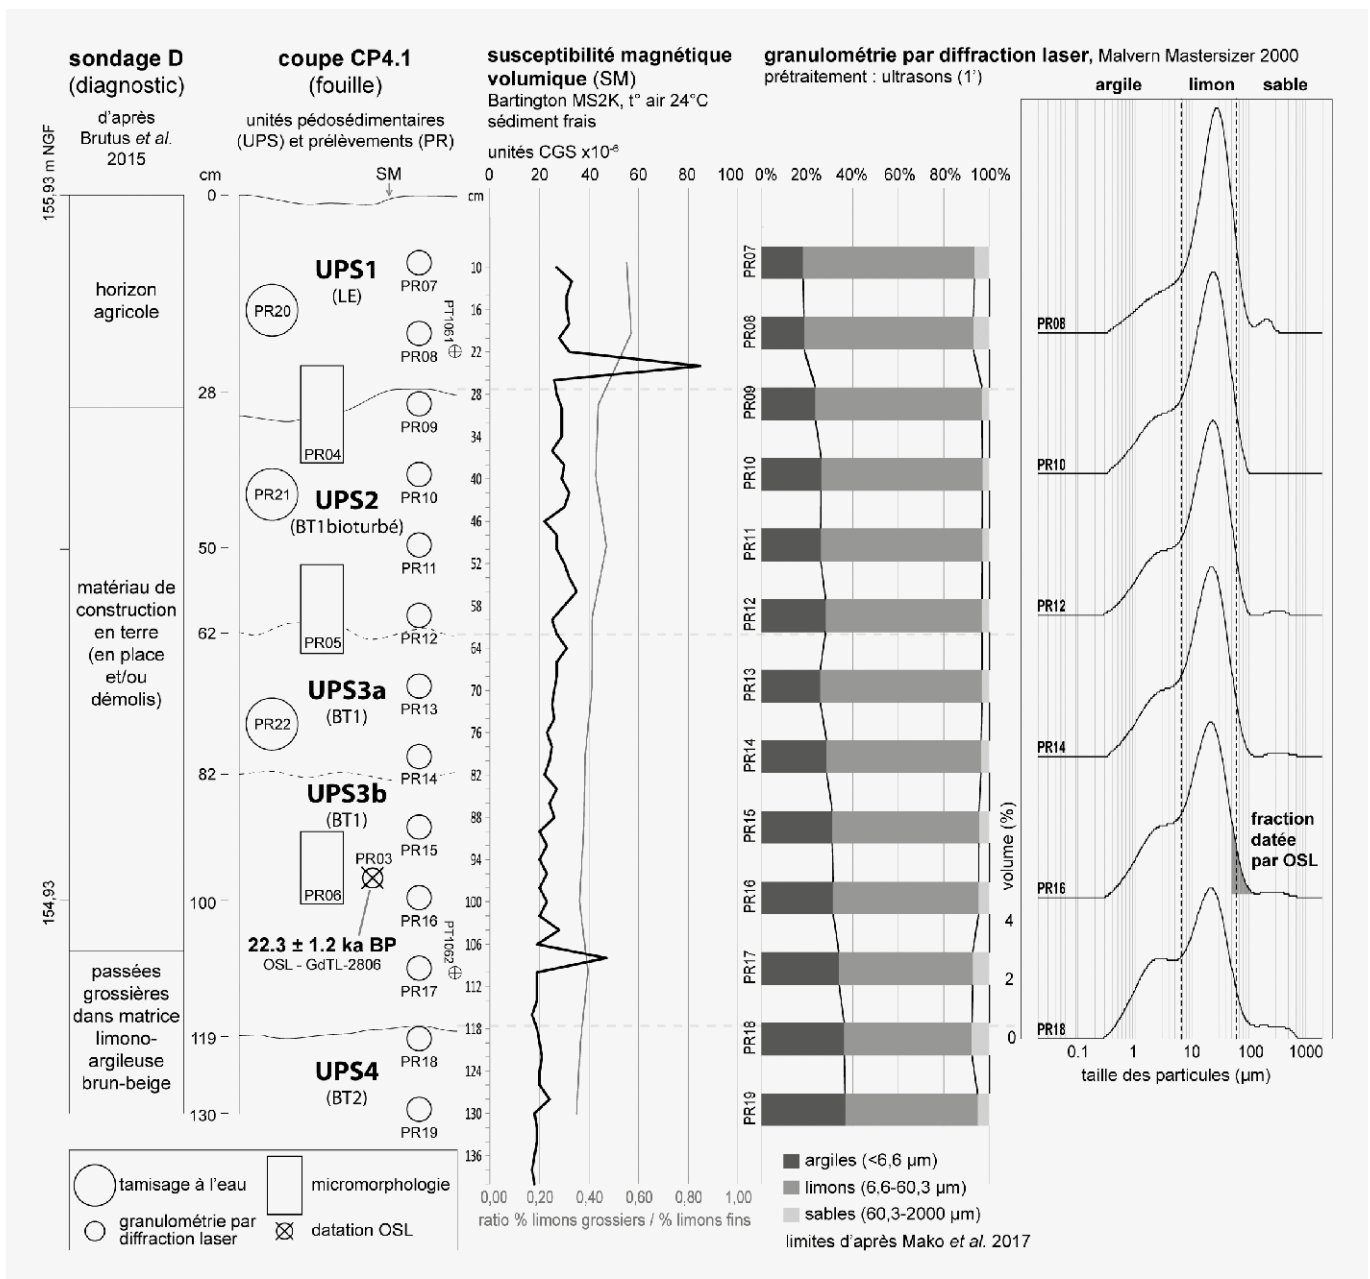 sondage D
(diagnostic)
d'après
Brutus et al.
2015
155,93 m NGF
154,93
horizon
agricole
matériau de
construction
en terre
(en place
et/ou
démolis)
passées
grossières
dans matrice
limono-
argileuse
brun-beige
coupe CP4.1
(fouille)
unités pédosédimentaires
(UPS) et prélèvements (PR)
cm
SM
0
28
50
62
82
100
119
130
UPS1
(LE)
PR20
PR07
PR08
PT1061
PR04
PR09
PR21
UPS2
(BT1bioturbé)
PR10
PR11
PR05
PR12
UPS3a
(BT1)
PR22
PR13
PR14
UPS3b
(BT1)
PR15
PR03
PR06
PR16
22.3 ± 1.2 ka BP
OSL - GdTL-2806
PT1062
PR17
PR18
UPS4
(BT2)
PR19
tamisage à l'eau
micromorphologie
granulométrie par
diffraction laser
datation OSL
susceptibilité magnétique
volumique (SM)
Bartington MS2K, t° air 24°C
sédiment frais
unités CGS x10-6
0 20 40 60 80 100
cm
10
16
22
28
34
40
46
52
58
64
70
76
82
88
94
100
106
112
118
124
130
136
0,00 0,20 0,40 0,60 0,80 1,00
ratio % limons grossiers / % limons fins
granulométrie par diffraction laser, Malvern Mastersizer 2000
prétraitement : ultrasons (1')
0% 20% 40% 60% 80% 100%
PR07
PR08
PR09
PR10
PR11
PR12
PR13
PR14
PR15
PR16
PR17
PR18
PR19
argiles (<6,6 µm)
limons (6,6-60,3 µm)
sables (60,3-2000 µm)
limites d'après Mako et al. 2017
argile limon sable
PR08
PR10
PR12
PR14
PR16
PR18
fraction
datée
par OSL
volume (%)
4
2
0
0.1 1 10 100 1000
taille des particules (µm)